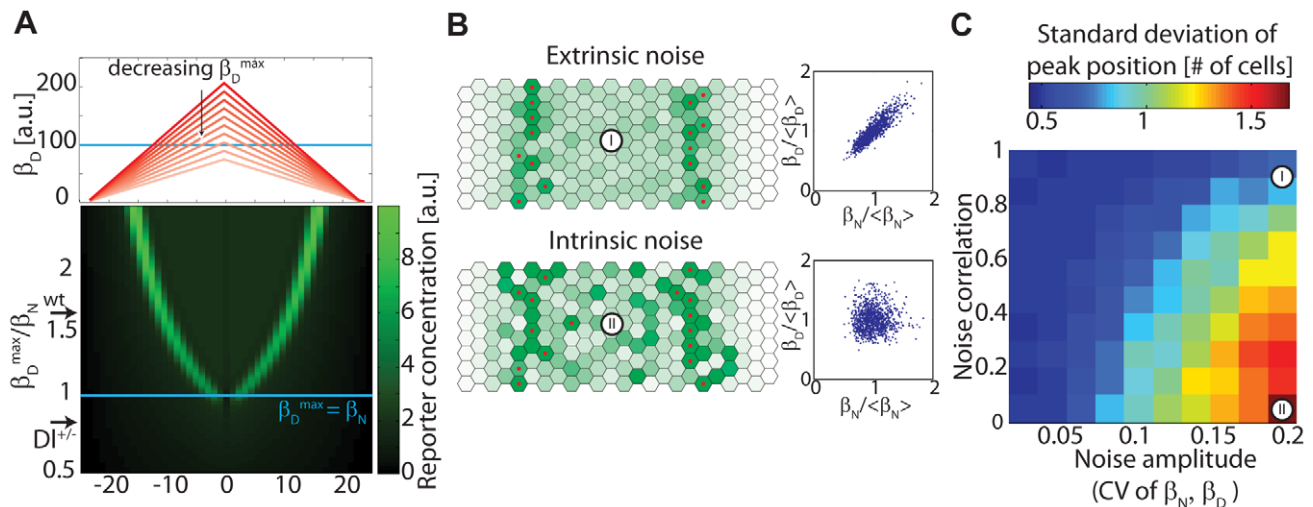 A
decreasing β_D^máx
β_D [a.u.]
200
100
0
β_D^max/β_N
2
wt
1.5
1
Dl+/-
0.5
β_D^max = β_N
-20 -10 0 10 20
Reporter concentration [a.u.]
8
6
4
2
0
B
Extrinsic noise
I
β_D/<β_D>
2
1
0
0 1 2
β_N/<β_N>
Intrinsic noise
II
β_D/<β_D>
2
1
0
0 1 2
β_N/<β_N>
C
Standard deviation of
peak position [# of cells]
0.5 1 1.5
Noise correlation
1
0.8
0.6
0.4
0.2
0
I
II
0.05 0.1 0.15 0.2
Noise amplitude
(CV of β_N, β_D )